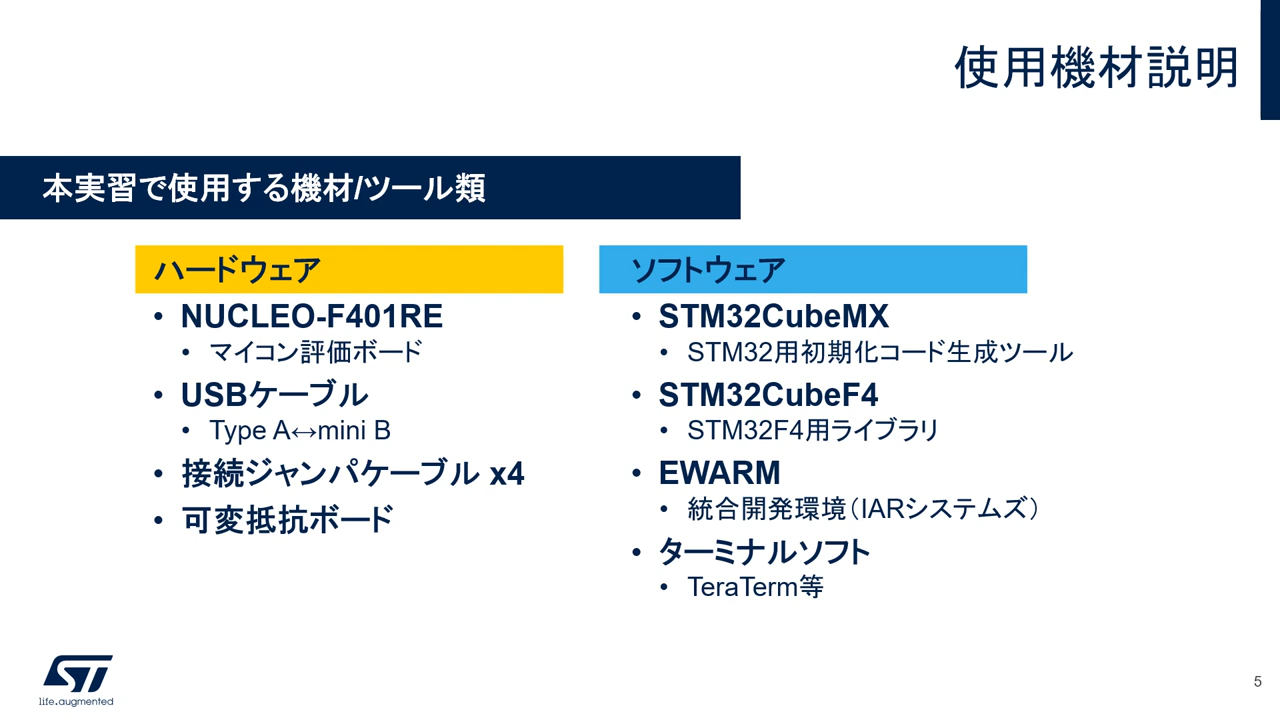 使用機材説明
本実習で使用する機材/ツール類
ハードウェア
• NUCLEO-F401RE
• マイコン評価ボード
• USBケーブル
• Type A↔mini B
• 接続ジャンパケーブル x4
• 可変抵抗ボード
ソフトウェア
• STM32CubeMX
• STM32用初期化コード生成ツール
• STM32CubeF4
• STM32F4用ライブラリ
• EWARM
• 統合開発環境（IARシステムズ）
• ターミナルソフト
• TeraTerm等
ST
life.augmented
5